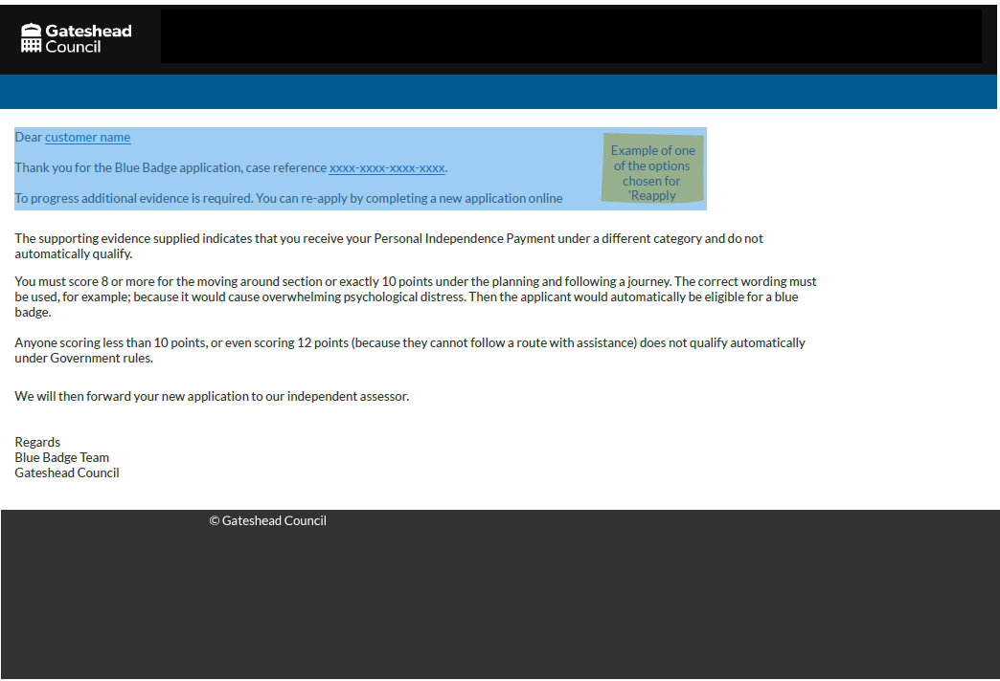 Gateshead
Council
Dear customer name
Example of one
of the options
chosen for
'Reapply
Thank you for the Blue Badge application, case reference xxxx-xxxx-xxxx-xxxx.
To progress additional evidence is required. You can re-apply by completing a new application online
The supporting evidence supplied indicates that you receive your Personal Independence Payment under a different category and do not
automatically qualify.
You must score 8 or more for the moving around section or exactly 10 points under the planning and following a journey. The correct wording must
be used, for example; because it would cause overwhelming psychological distress. Then the applicant would automatically be eligible for a blue
badge.
Anyone scoring less than 10 points, or even scoring 12 points (because they cannot follow a route with assistance) does not qualify automatically
under Government rules.
We will then forward your new application to our independent assessor.
Regards
Blue Badge Team
Gateshead Council
© Gateshead Council